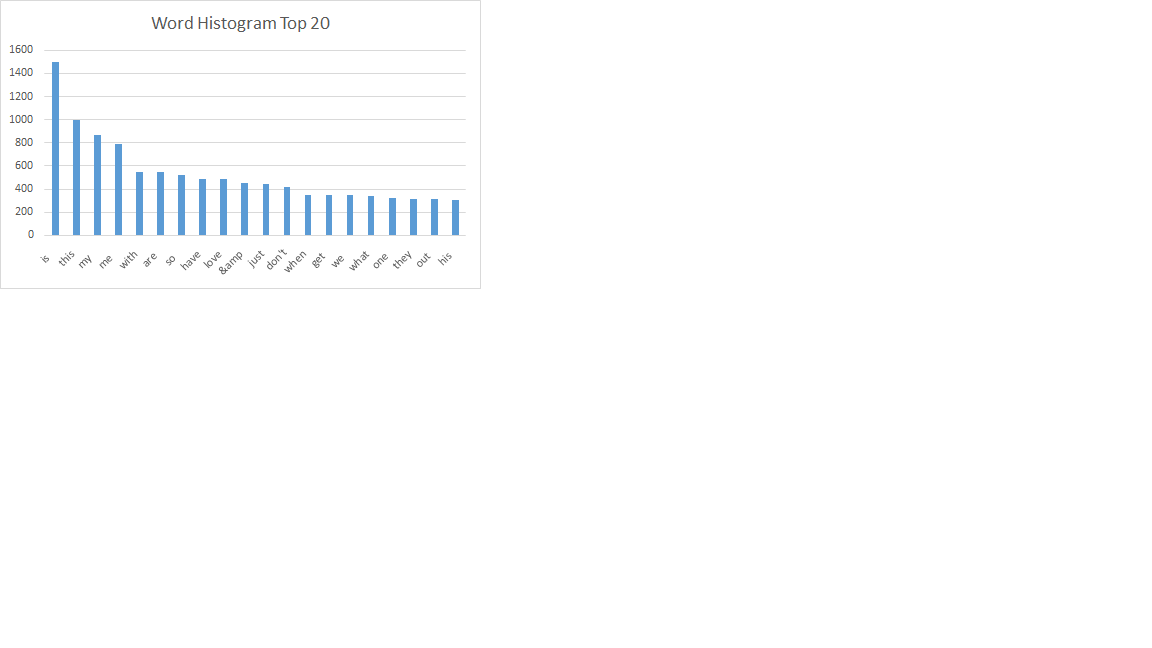 Word Histogram Top 20
1600
1400
1200
1000
800
600
400
200
0
is
this
my
me
with
are
so
have
love
&amp
just
don't
when
get
we
what
one
they
out
his